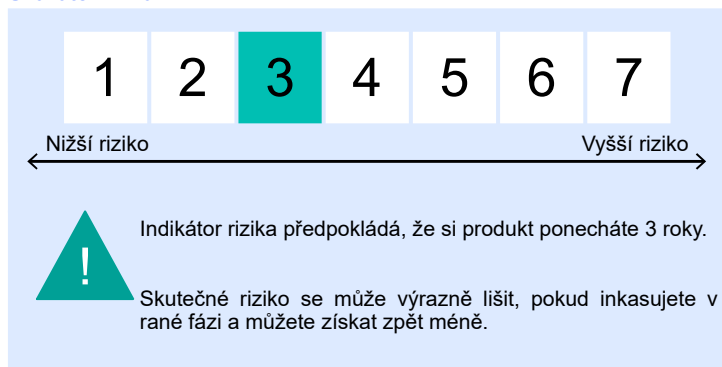 1 2 3 4 5 6 7
Nižší riziko Vyšší riziko
!
Indikátor rizika předpokládá, že si produkt ponecháte 3 roky.
Skutečné riziko se může výrazně lišit, pokud inkasujete v
rané fázi a můžete získat zpět méně.